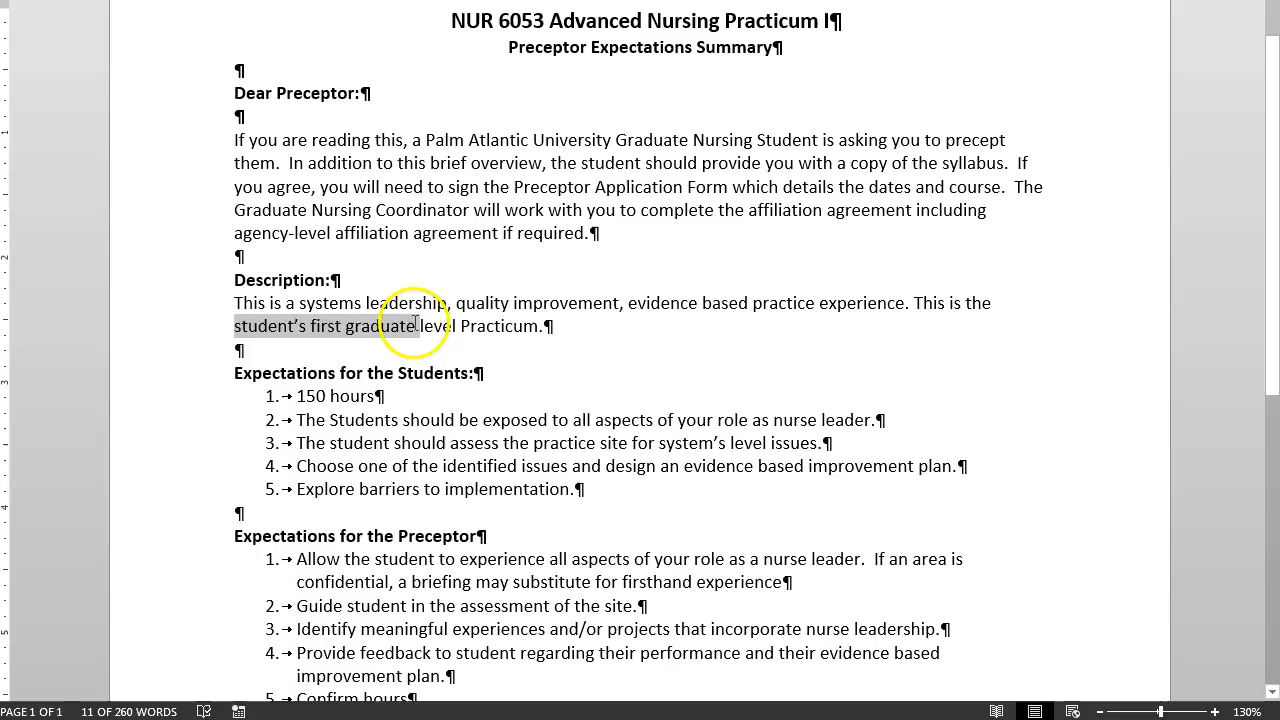 NUR 6053 Advanced Nursing Practicum I¶
Preceptor Expectations Summary¶
¶
Dear Preceptor:¶
¶
If you are reading this, a Palm Atlantic University Graduate Nursing Student is asking you to precept
them.  In addition to this brief overview, the student should provide you with a copy of the syllabus.  If
you agree, you will need to sign the Preceptor Application Form which details the dates and course.  The
Graduate Nursing Coordinator will work with you to complete the affiliation agreement including
agency-level affiliation agreement if required.¶
¶
Description:¶
This is a systems leadership, quality improvement, evidence based practice experience. This is the
student’s first graduate level Practicum.¶
¶
Expectations for the Students:¶
1.→ 150 hours¶
2.→ The Students should be exposed to all aspects of your role as nurse leader.¶
3.→ The student should assess the practice site for system’s level issues.¶
4.→ Choose one of the identified issues and design an evidence based improvement plan.¶
5.→ Explore barriers to implementation.¶
¶
Expectations for the Preceptor¶
1.→ Allow the student to experience all aspects of your role as a nurse leader.  If an area is
confidential, a briefing may substitute for firsthand experience¶
2.→ Guide student in the assessment of the site.¶
3.→ Identify meaningful experiences and/or projects that incorporate nurse leadership.¶
4.→ Provide feedback to student regarding their performance and their evidence based
improvement plan.¶
5.→ Confirm hours¶
PAGE 1 OF 1 11 OF 260 WORDS 130%